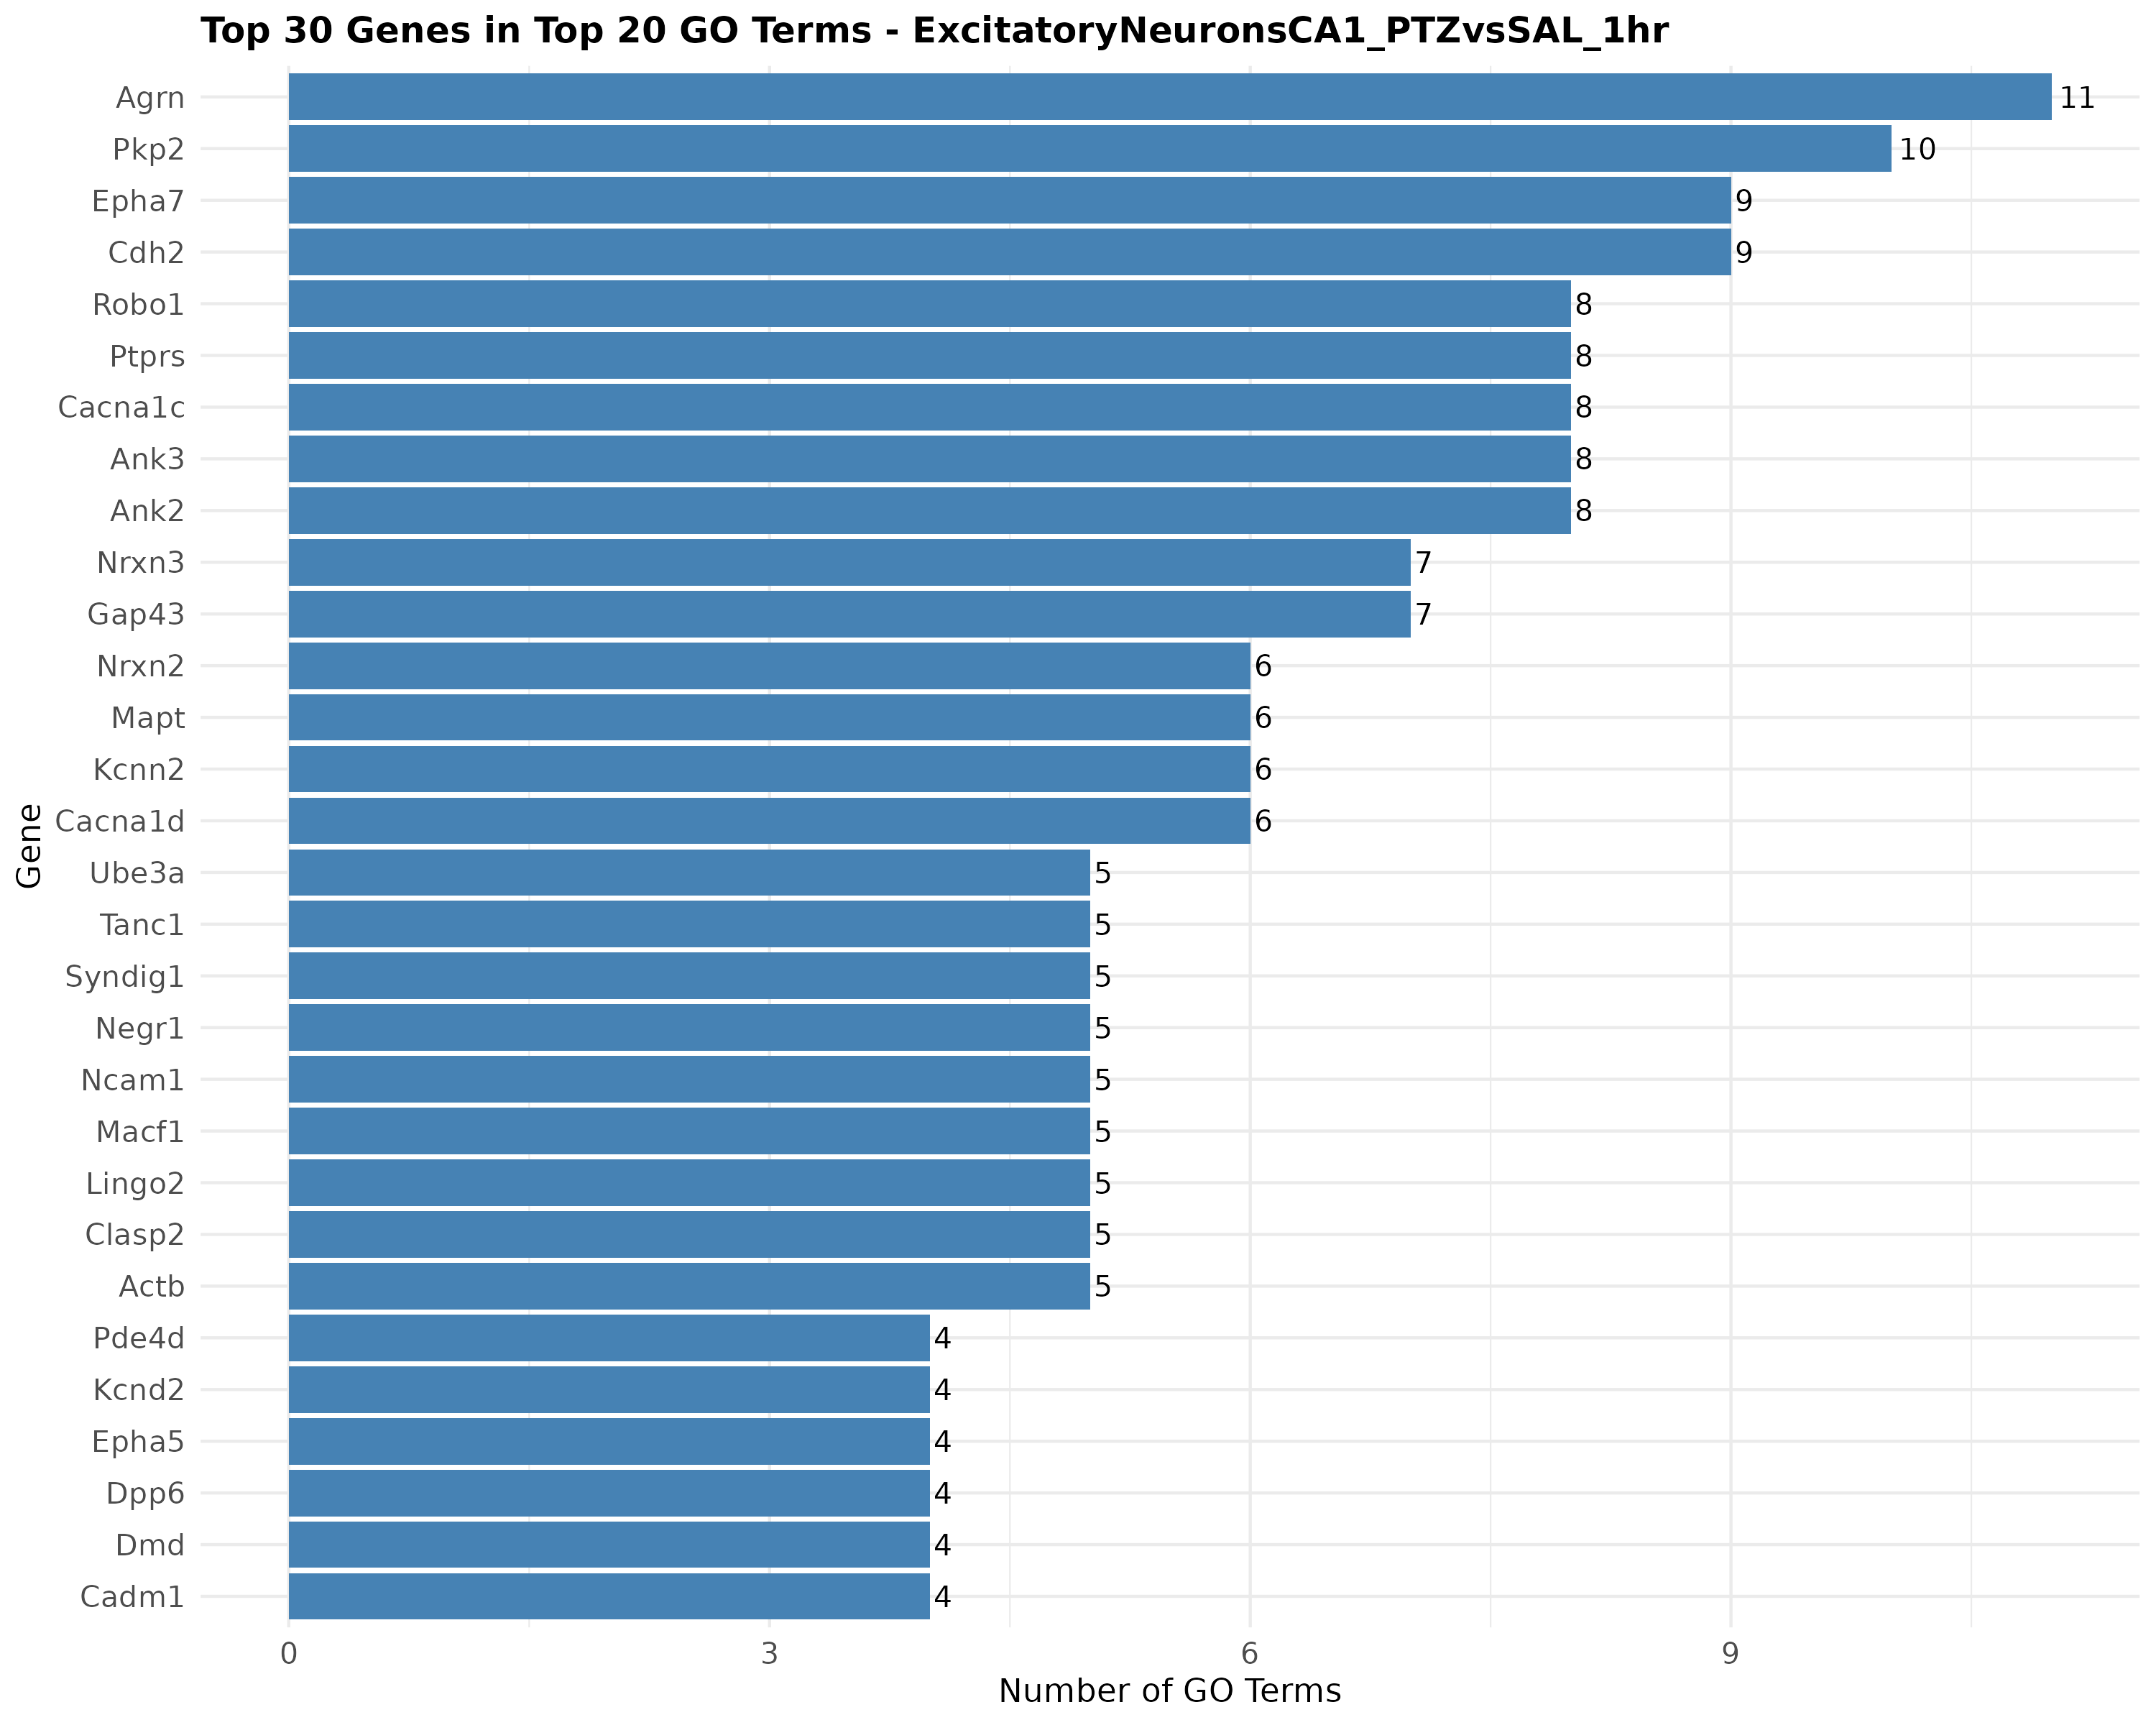 Top 30 Genes in Top 20 GO Terms - ExcitatoryNeuronsCA1_PTZvsSAL_1hr
Agrn 11
Pkp2 10
Epha7 9
Cdh2 9
Robo1 8
Ptprs 8
Cacna1c 8
Ank3 8
Ank2 8
Nrxn3 7
Gap43 7
Nrxn2 6
Mapt 6
Kcnn2 6
Cacna1d 6
Ube3a 5
Tanc1 5
Syndig1 5
Negr1 5
Ncam1 5
Macf1 5
Lingo2 5
Clasp2 5
Actb 5
Pde4d 4
Kcnd2 4
Epha5 4
Dpp6 4
Dmd 4
Cadm1 4
Gene
0 3 6 9
Number of GO Terms